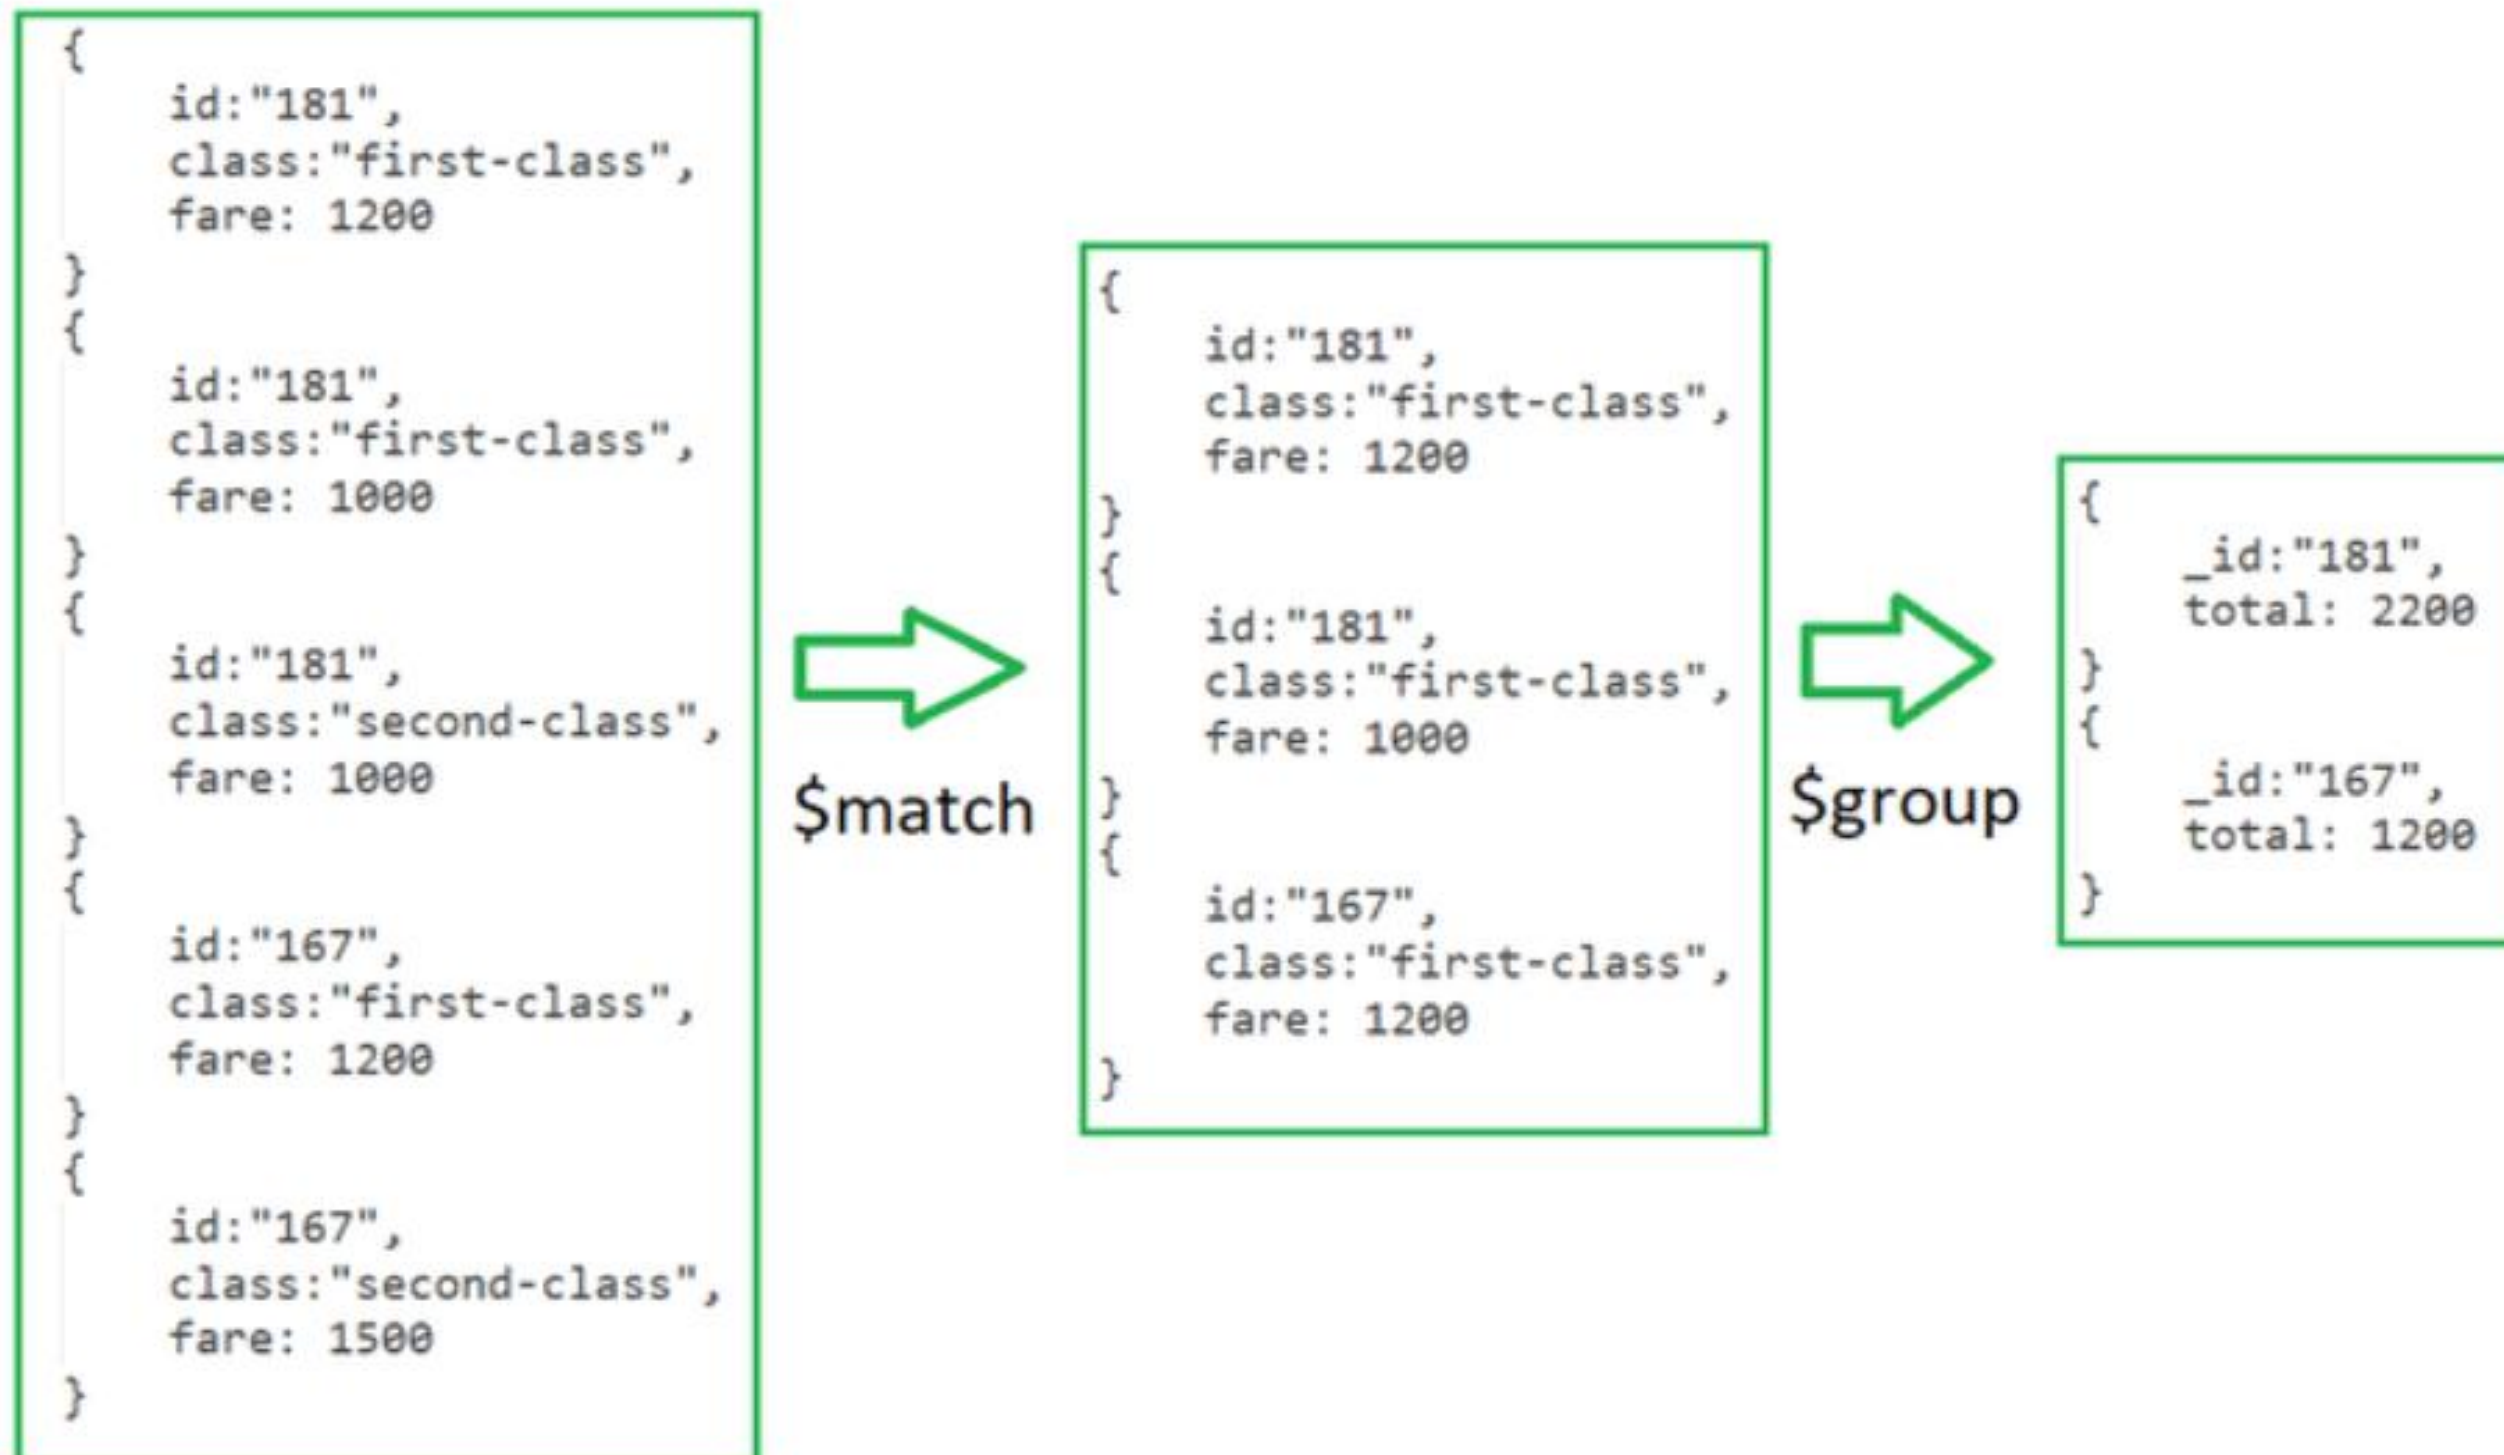 {
id:"181",
class:"first-class",
fare: 1200
}
{
id:"181",
class:"first-class",
fare: 1000
}
{
id:"181",
class:"second-class",
fare: 1000
}
{
id:"167",
class:"first-class",
fare: 1200
}
{
id:"167",
class:"second-class",
fare: 1500
}
$match
{
id:"181",
class:"first-class",
fare: 1200
}
{
id:"181",
class:"first-class",
fare: 1000
}
{
id:"167",
class:"first-class",
fare: 1200
}
$group
{
_id:"181",
total: 2200
}
{
_id:"167",
total: 1200
}